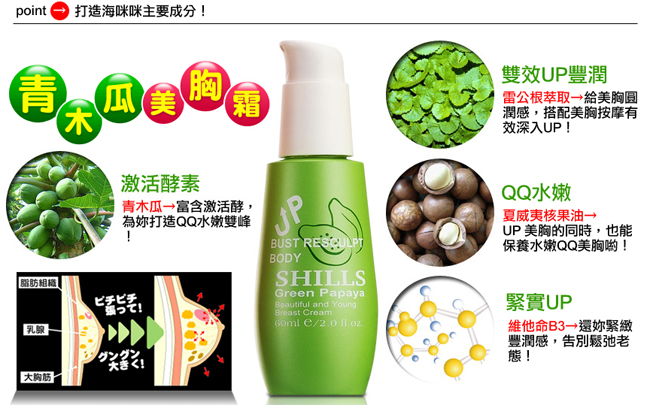 point → 打造海咪咪主要成分！
青木瓜美胸霜
激活酵素
青木瓜→富含激活酵，
為妳打造QQ水嫩雙峰
！
脂肪組織
乳腺
大胸筋
ピチピチ
張って!
グングン
大きく!
UP
BUST RESCULPT
BODY
SHILLS
Green Papaya
Beautiful and Young
Breast Cream
60ml e/2.0 fl.oz.
雙效UP豐潤
雷公根萃取→給美胸圓
潤感，搭配美胸按摩有
效深入UP！
QQ水嫩
夏威夷核果油→
UP 美胸的同時，也能
保養水嫩QQ美胸喲！
緊實UP
維他命B3→還妳緊緻
豐潤感，告別鬆弛老
態！